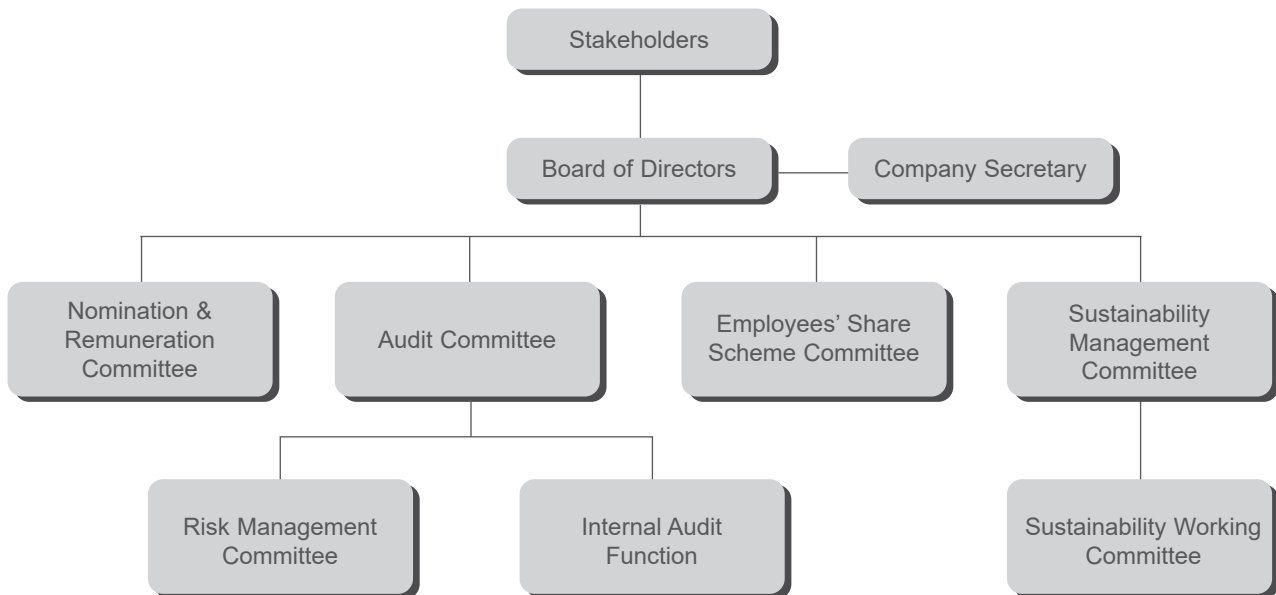 Stakeholders
Board of Directors
Company Secretary
Nomination &
Remuneration
Committee
Audit Committee
Employees’ Share
Scheme Committee
Sustainability
Management
Committee
Risk Management
Committee
Internal Audit
Function
Sustainability Working
Committee